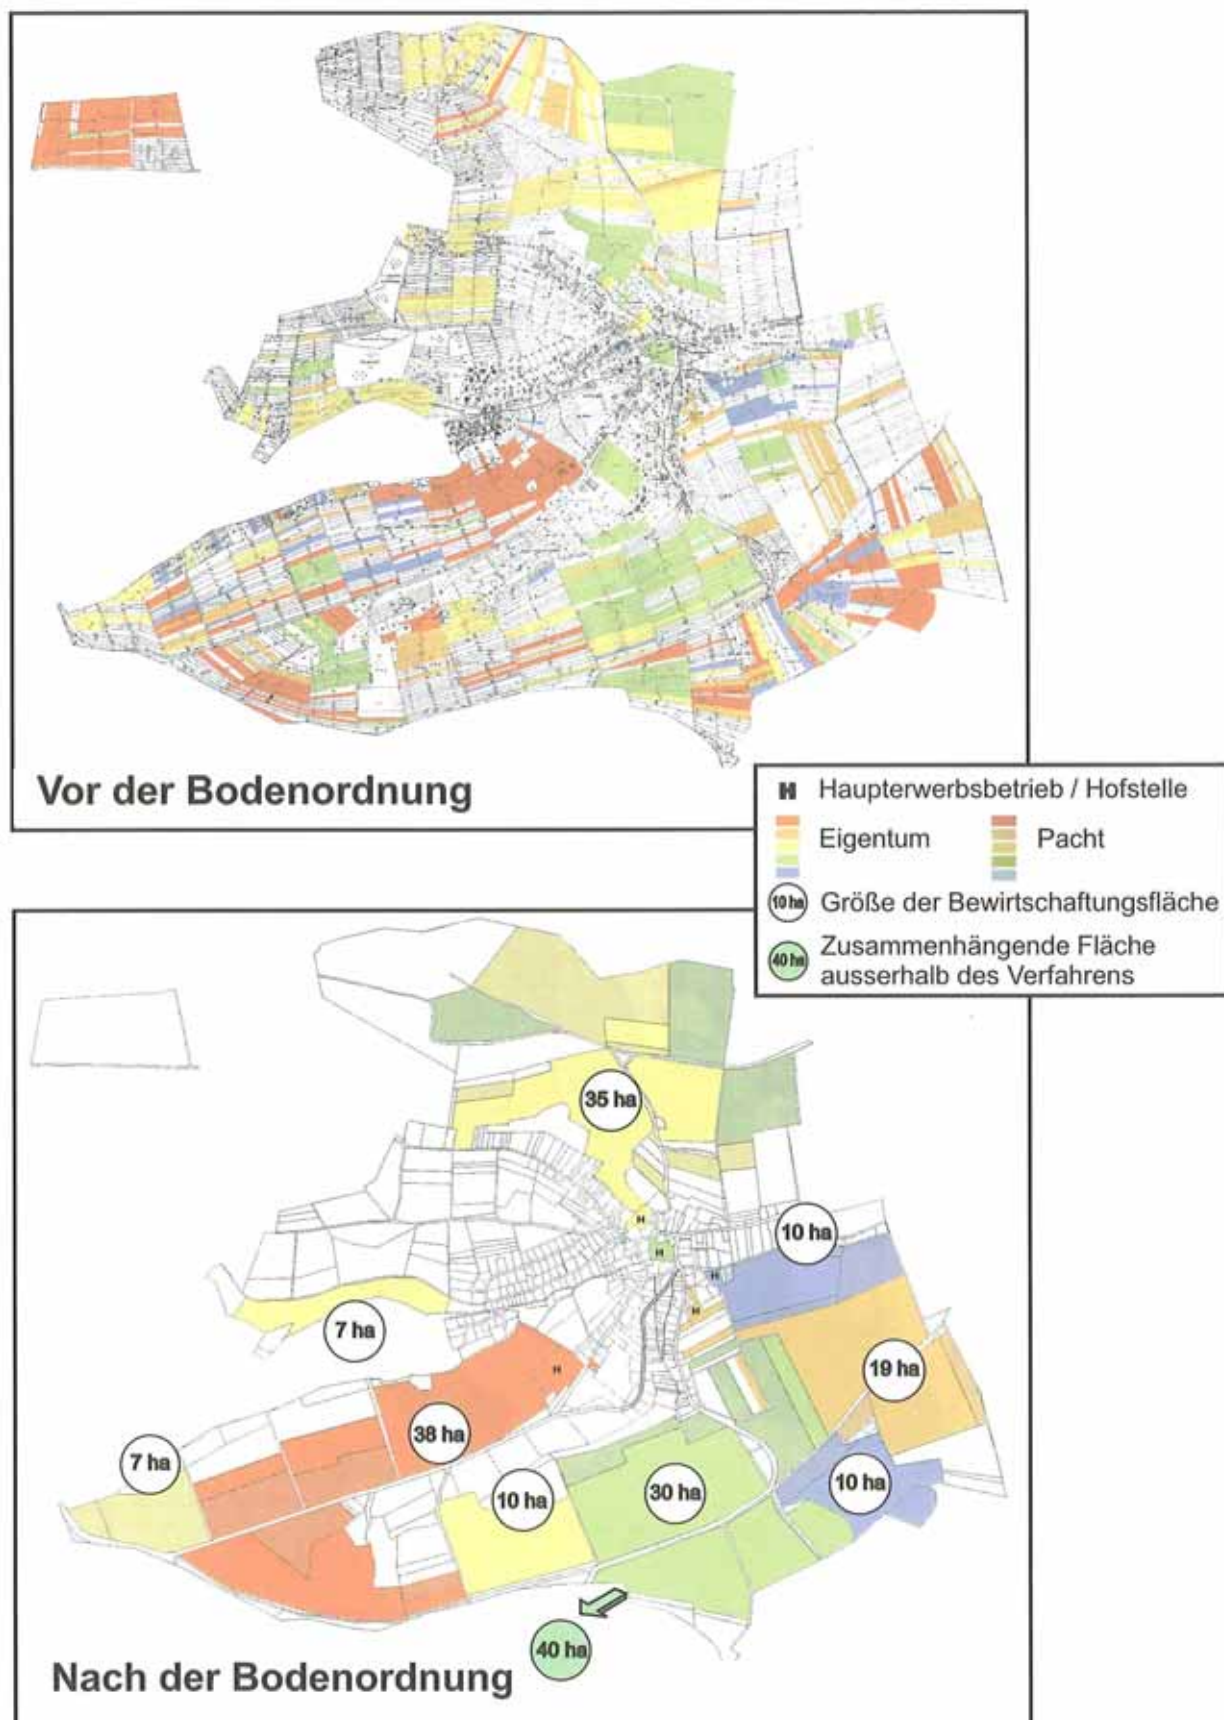 Vor der Bodenordnung
H Haupterwerbsbetrieb / Hofstelle
Eigentum Pacht
10 ha Größe der Bewirtschaftungsfläche
40 ha Zusammenhängende Fläche
ausserhalb des Verfahrens
35 ha
H
H
10 ha
H
H
7 ha
19 ha
H
38 ha
7 ha
10 ha
30 ha
10 ha
40 ha
Nach der Bodenordnung